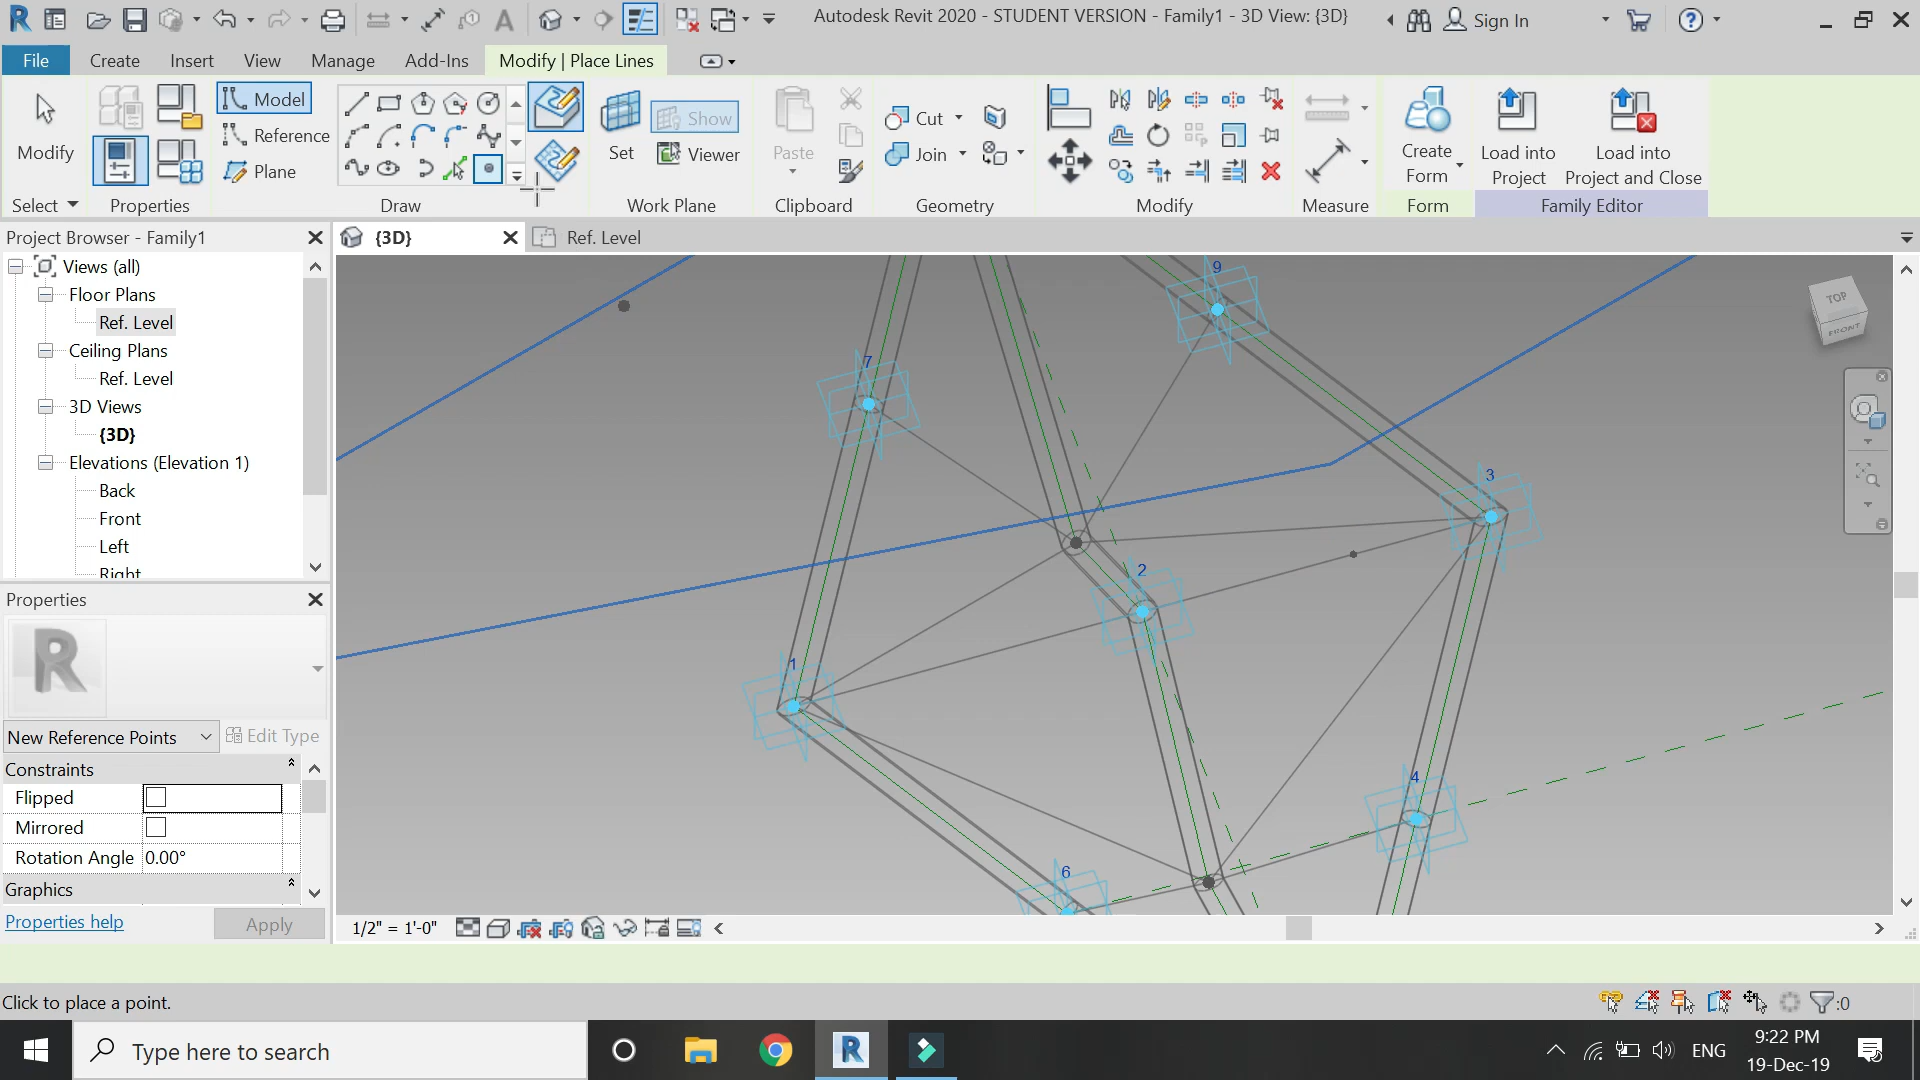 Autodesk Revit 2020 - STUDENT VERSION - Family1 - 3D View: {3D}
Sign In
File
Create
Insert
View
Manage
Add-Ins
Modify | Place Lines
Modify
Model
Reference
Plane
Set
Show
Viewer
Paste
Cut
Join
Create
Form
Load into
Project
Load into
Project and Close
Select
Properties
Draw
Work Plane
Clipboard
Geometry
Modify
Measure
Form
Family Editor
Project Browser - Family1
{3D}
Ref. Level
Views (all)
Floor Plans
Ref. Level
Ceiling Plans
Ref. Level
3D Views
{3D}
Elevations (Elevation 1)
Back
Front
Left
Right
9
7
3
2
1
4
6
TOP
FRONT
Properties
R
New Reference Points
Edit Type
Constraints
Flipped
Mirrored
Rotation Angle 0.00°
Graphics
Properties help
Apply
1/2" = 1'-0"
Click to place a point.
:0
Type here to search
ENG
9:22 PM
19-Dec-19